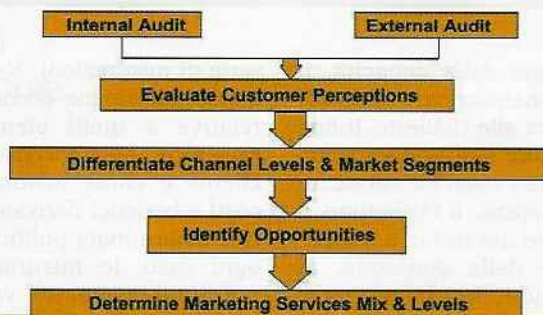 Internal Audit
External Audit
Evaluate Customer Perceptions
Differentiate Channel Levels & Market Segments
Identify Opportunities
Determine Marketing Services Mix & Levels